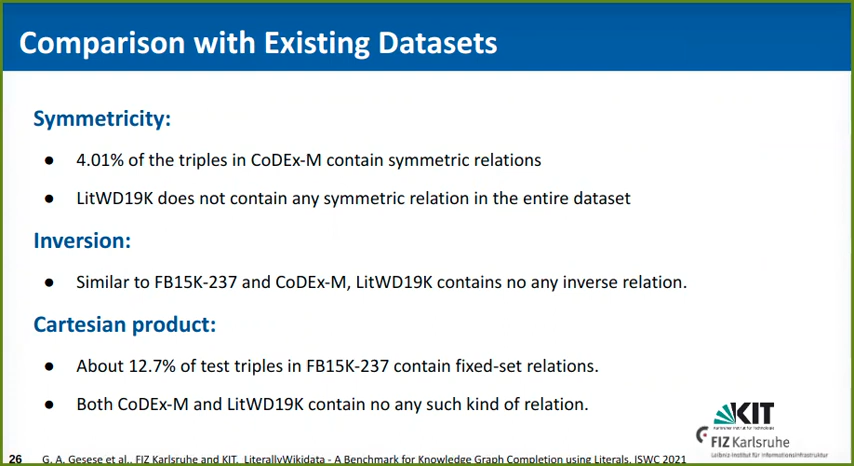 Comparison with Existing Datasets
Symmetricity:
● 4.01% of the triples in CoDEx-M contain symmetric relations
● LitWD19K does not contain any symmetric relation in the entire dataset
Inversion:
● Similar to FB15K-237 and CoDEx-M, LitWD19K contains no any inverse relation.
Cartesian product:
● About 12.7% of test triples in FB15K-237 contain fixed-set relations.
● Both CoDEx-M and LitWD19K contain no any such kind of relation.
KIT
Karlsruhe Institut für Technologie
FIZ Karlsruhe
Leibniz-Institut für Informationsinfrastruktur
26 G. A. Gesese et al., FIZ Karlsruhe and KIT, LiterallyWikidata - A Benchmark for Knowledge Graph Completion using Literals, ISWC 2021